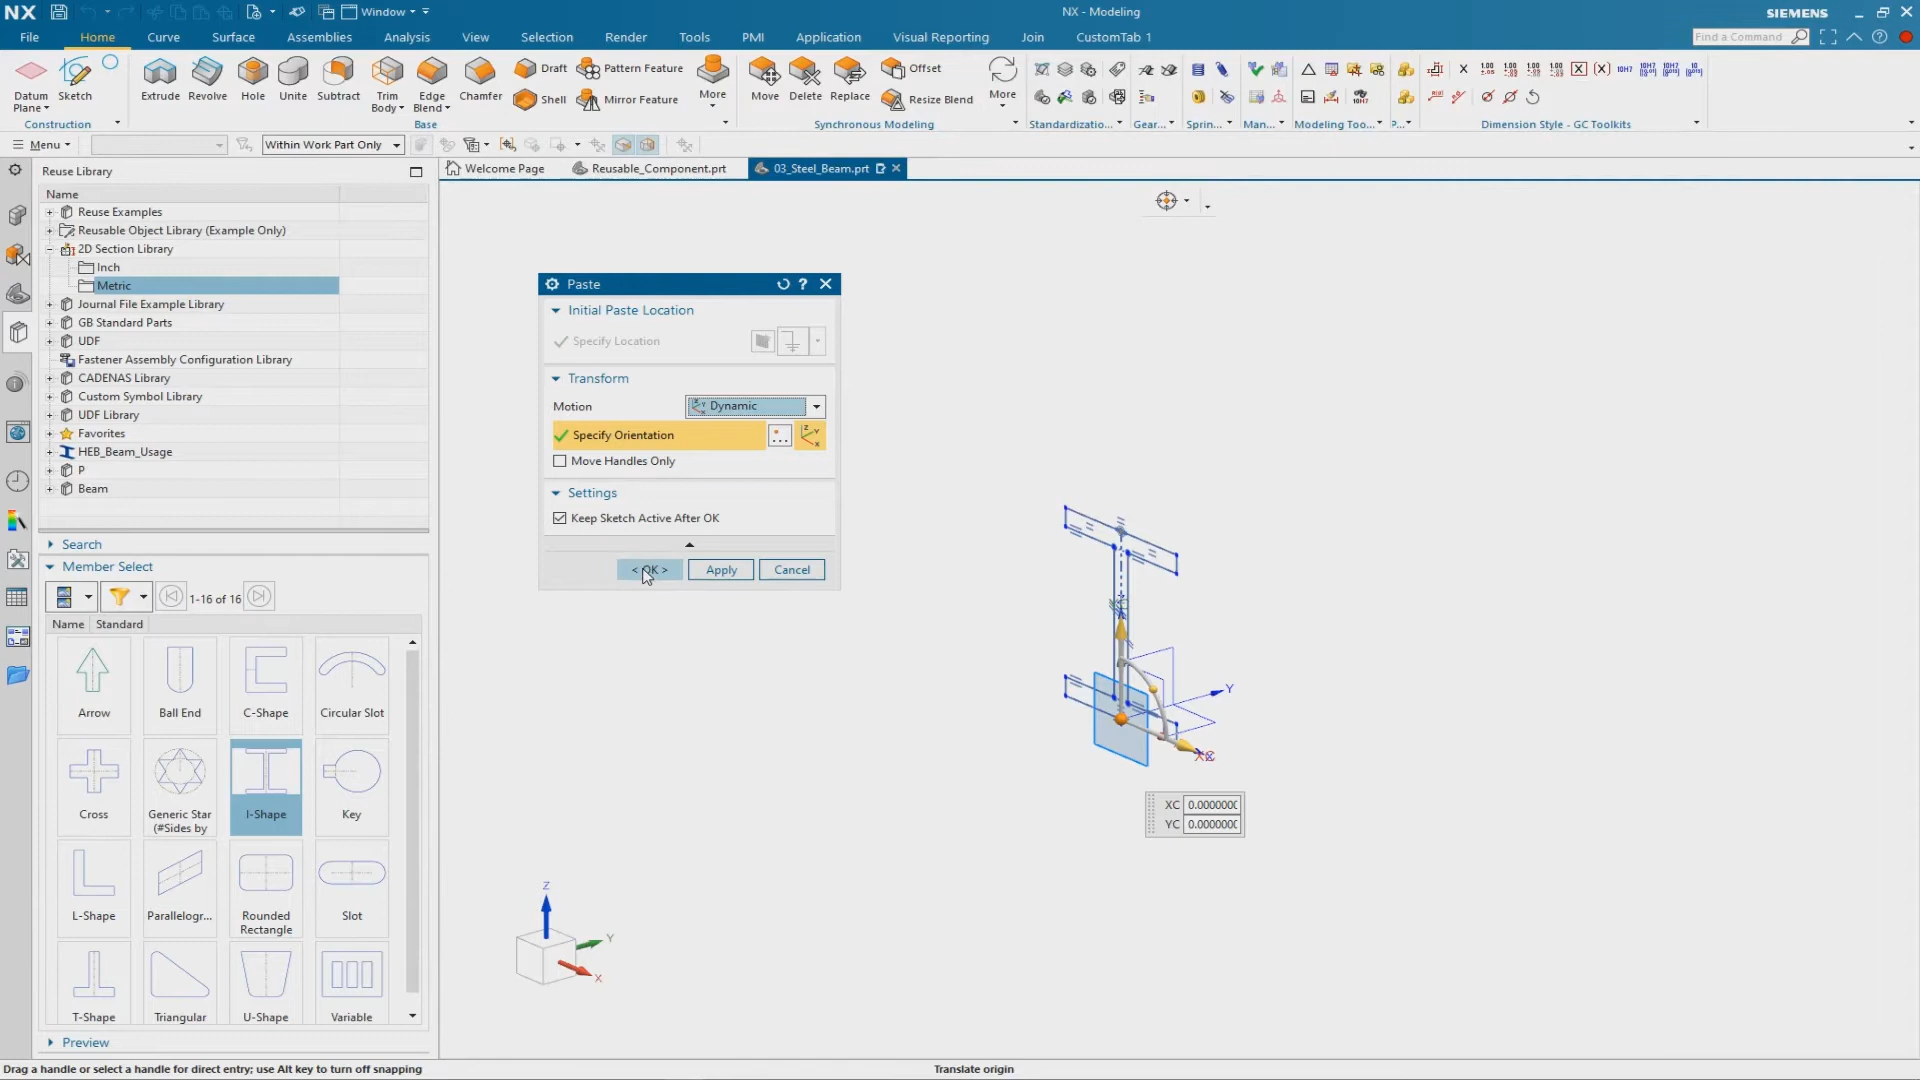 NX
Window
NX - Modeling
SIEMENS
File
Home
Curve
Surface
Assemblies
Analysis
View
Selection
Render
Tools
PMI
Application
Visual Reporting
Join
CustomTab 1
Find a Command
Datum
Plane
Sketch
Extrude
Revolve
Hole
Unite
Subtract
Trim
Body
Edge
Blend
Chamfer
Draft
Shell
Pattern Feature
Mirror Feature
More
Move
Delete
Replace
Offset
Resize Blend
More
Construction
Base
Synchronous Modeling
Standardizatio...
Gear...
Sprin...
Man...
Modeling Too...
P...
Dimension Style - GC Toolkits
Menu
Within Work Part Only
Reuse Library
Welcome Page
Reusable_Component.prt
03_Steel_Beam.prt
Name
Reuse Examples
Reusable Object Library (Example Only)
2D Section Library
Inch
Metric
Journal File Example Library
GB Standard Parts
UDF
Fastener Assembly Configuration Library
CADENAS Library
Custom Symbol Library
UDF Library
Favorites
HEB_Beam_Usage
P
Beam
Search
Member Select
1-16 of 16
Name Standard
Arrow
Ball End
C-Shape
Circular Slot
Cross
Generic Star
(#Sides by
I-Shape
Key
L-Shape
Parallelogr...
Rounded
Rectangle
Slot
T-Shape
Triangular
U-Shape
Variable
Preview
Paste
Initial Paste Location
Specify Location
Transform
Motion
Dynamic
Specify Orientation
Move Handles Only
Settings
Keep Sketch Active After OK
< OK >
Apply
Cancel
Y
XC 0.0000000
YC 0.0000000
Z
Y
X
Drag a handle or select a handle for direct entry; use Alt key to turn off snapping
Translate origin